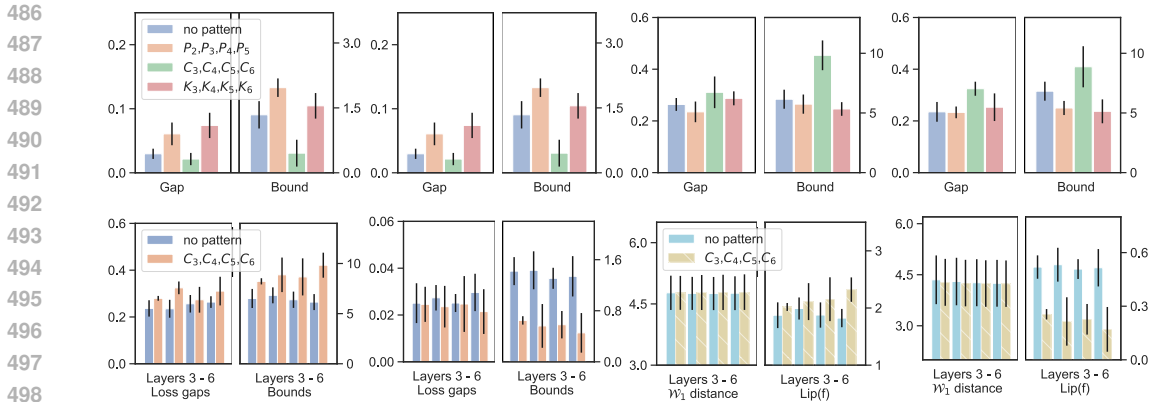 486
487
488
489
490
491
492
493
494
495
496
497
498
0.2
0.1
0.0
Gap
no pattern
P2,P3,P4,P5
C3,C4,C5,C6
K3,K4,K5,K6
3.0
1.5
0.0
Bound
0.2
0.1
0.0
Gap
3.0
1.5
0.0
Bound
0.6
0.4
0.2
0.0
Gap
10
5
0
Bound
0.6
0.4
0.2
0.0
Gap
10
5
0
Bound
0.6
0.4
0.2
0.0
no pattern
C3,C4,C5,C6
Layers 3 - 6
Loss gaps
10
5
0
Layers 3 - 6
Bounds
0.06
0.04
0.02
0.00
Layers 3 - 6
Loss gaps
1.6
0.8
0.0
Layers 3 - 6
Bounds
6.0
4.5
3.0
no pattern
C3,C4,C5,C6
Layers 3 - 6
W1 distance
3
2
1
Layers 3 - 6
Lip(f)
6.0
4.5
3.0
Layers 3 - 6
W1 distance
0.6
0.3
0.0
Layers 3 - 6
Lip(f)